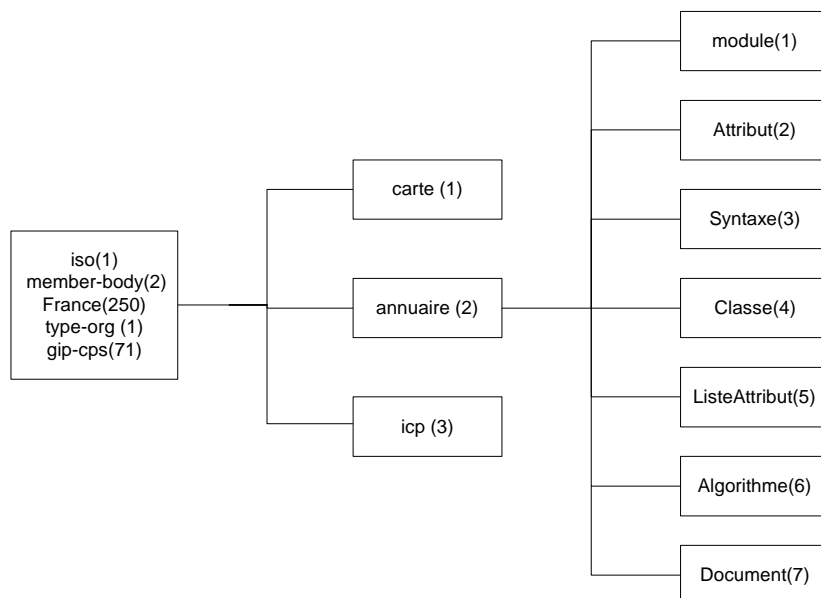 iso(1)
member-body(2)
France(250)
type-org (1)
gip-cps(71)
carte (1)
annuaire (2)
icp (3)
module(1)
Attribut(2)
Syntaxe(3)
Classe(4)
ListeAttribut(5)
Algorithme(6)
Document(7)